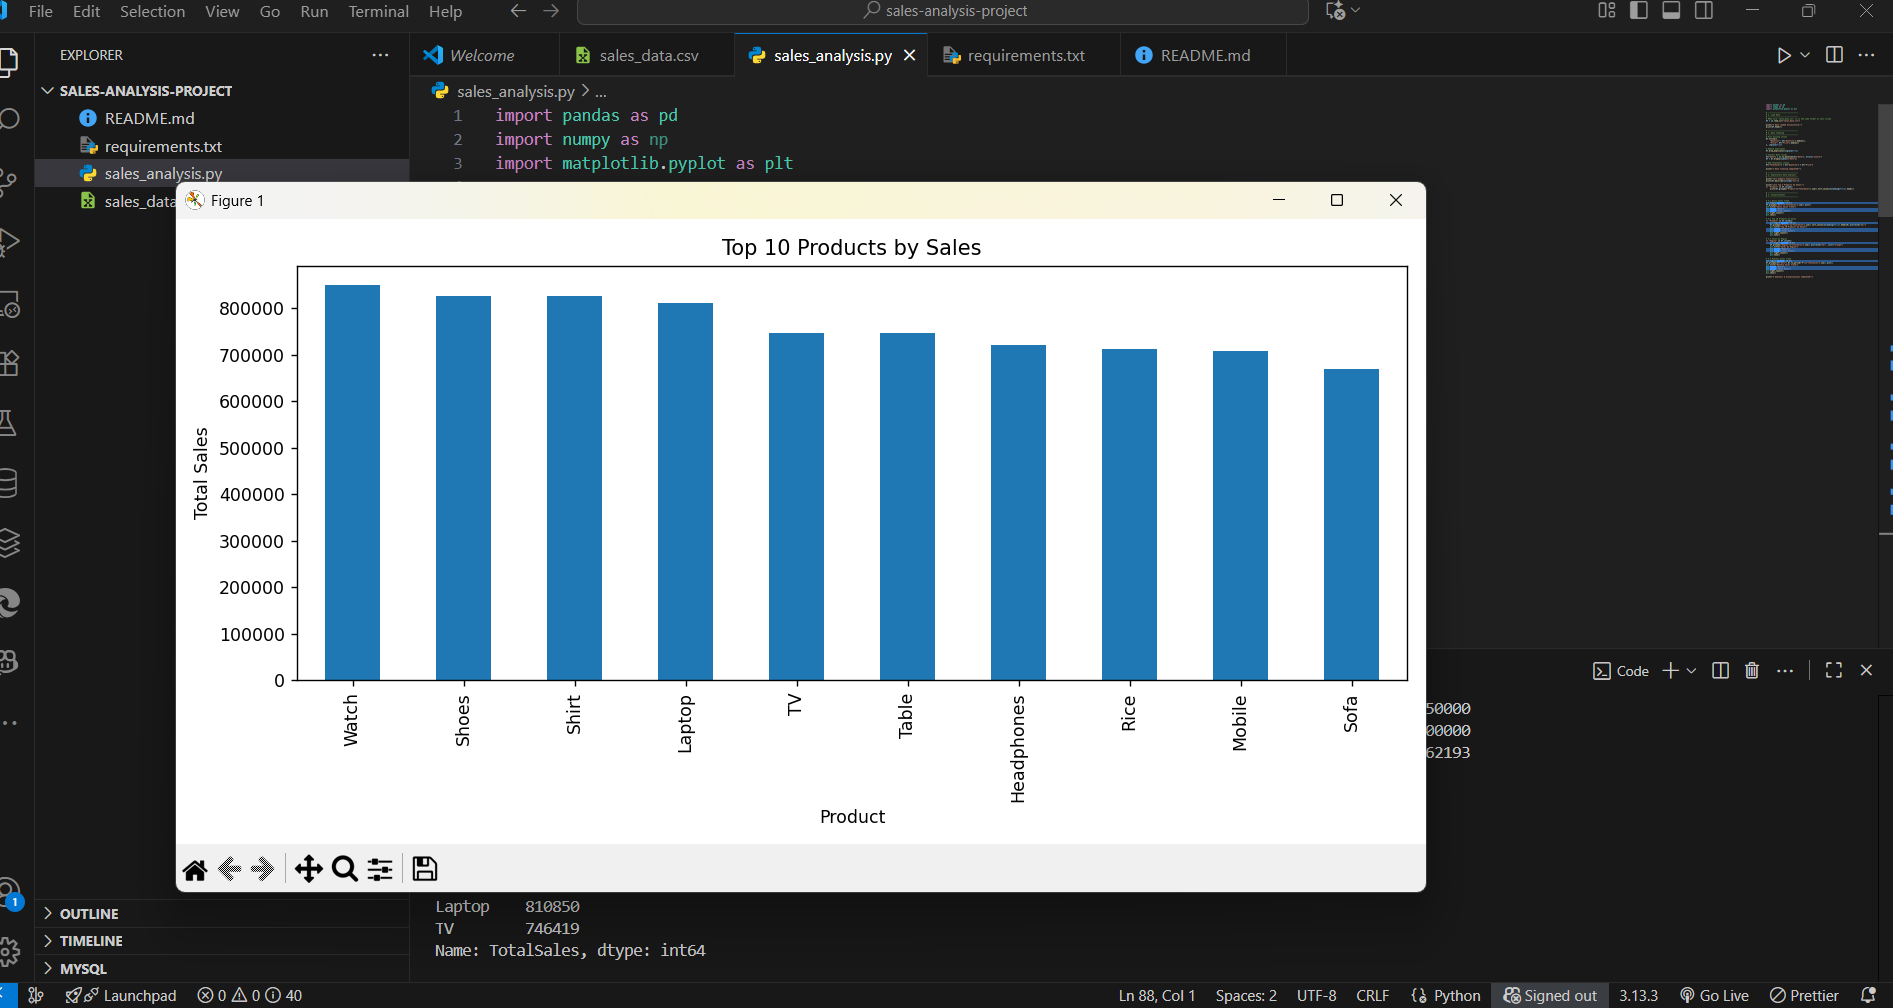 File Edit Selection View Go Run Terminal Help
sales-analysis-project
EXPLORER
SALES-ANALYSIS-PROJECT
README.md
requirements.txt
sales_analysis.py
sales_data
Welcome
sales_data.csv
sales_analysis.py
requirements.txt
README.md
sales_analysis.py > ...
1 import pandas as pd
2 import numpy as np
3 import matplotlib.pyplot as plt
Figure 1
Top 10 Products by Sales
Total Sales
800000
700000
600000
500000
400000
300000
200000
100000
0
Watch
Shoes
Shirt
Laptop
TV
Table
Headphones
Rice
Mobile
Sofa
Product
Code
50000
00000
62193
Laptop 810850
TV 746419
Name: TotalSales, dtype: int64
OUTLINE
TIMELINE
MYSQL
1
Launchpad
0 0 40
Ln 88, Col 1
Spaces: 2
UTF-8
CRLF
Python
Signed out
3.13.3
Go Live
Prettier